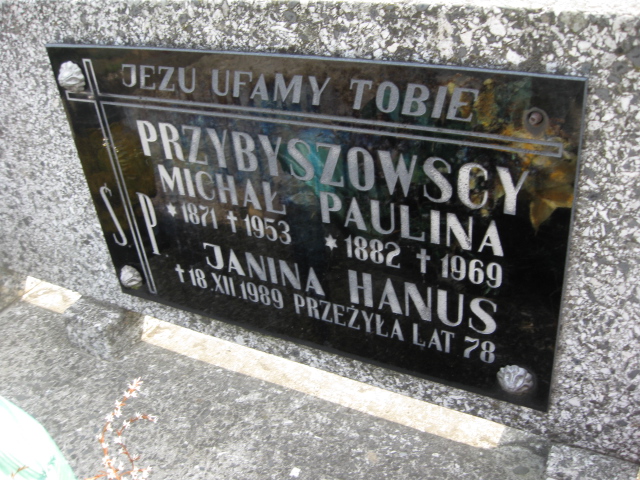 JEZU UFAMY TOBIE
PRZYBYSZOWSCY
MICHAŁ PAULINA
* 1871 ✝ 1953 * 1882 ✝ 1969
Ś. P.
JANINA HANUS
✝ 18.XII.1989 PRZEŻYŁA LAT 78